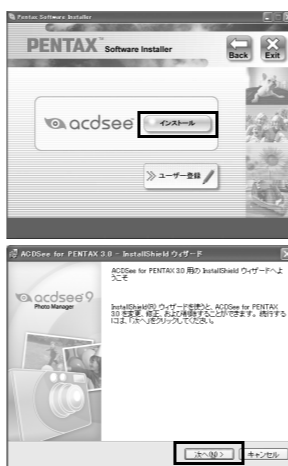 Pentax Software Installer
PENTAX™ Software Installer
Back
Exit
acdsee
インストール
ユーザー登録
ACDSee for PENTAX 3.0 - InstallShield ウィザード
ACDSee for PENTAX 3.0 用の InstallShield ウィザードへようこそ
acdsee 9
Photo Manager
InstallShield(R) ウィザードを使うと、ACDSee for PENTAX
3.0 を変更、修正、および削除することができます。続行する
には、「次へ」をクリックしてください。
次へ(N) >
キャンセル